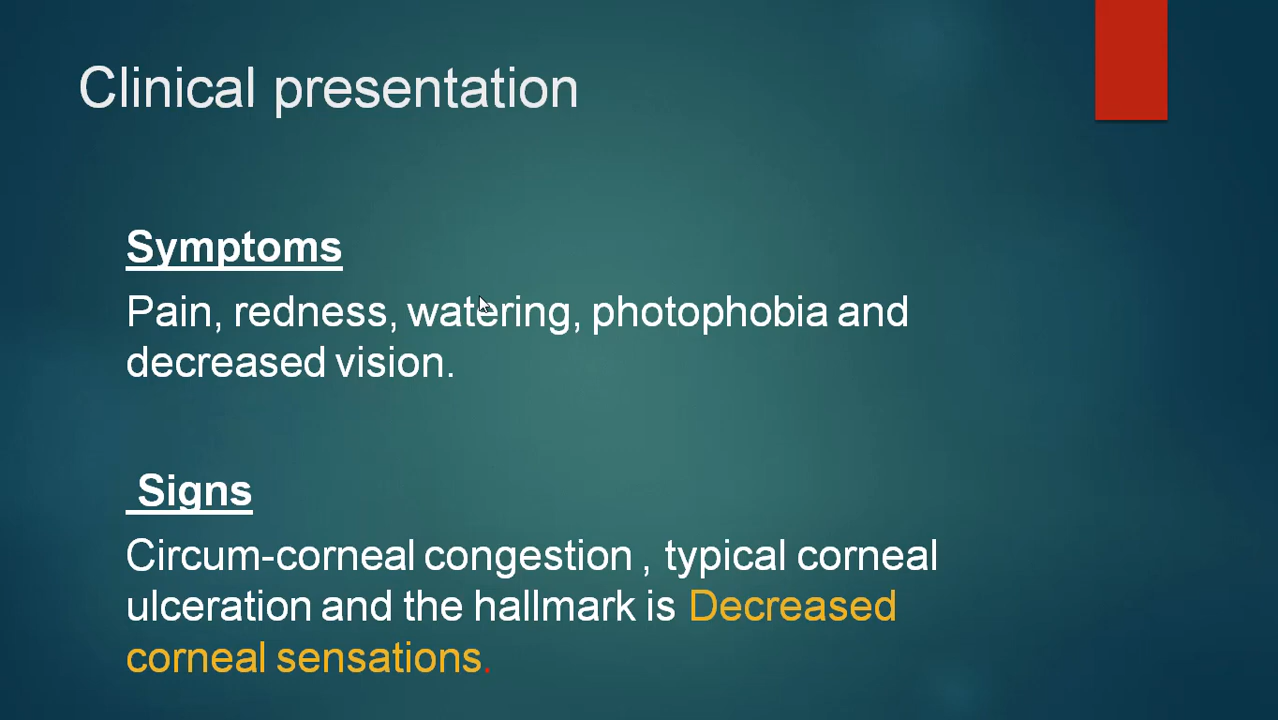 Clinical presentation
Symptoms
Pain, redness, watering, photophobia and
decreased vision.
Signs
Circum-corneal congestion , typical corneal
ulceration and the hallmark is Decreased
corneal sensations.